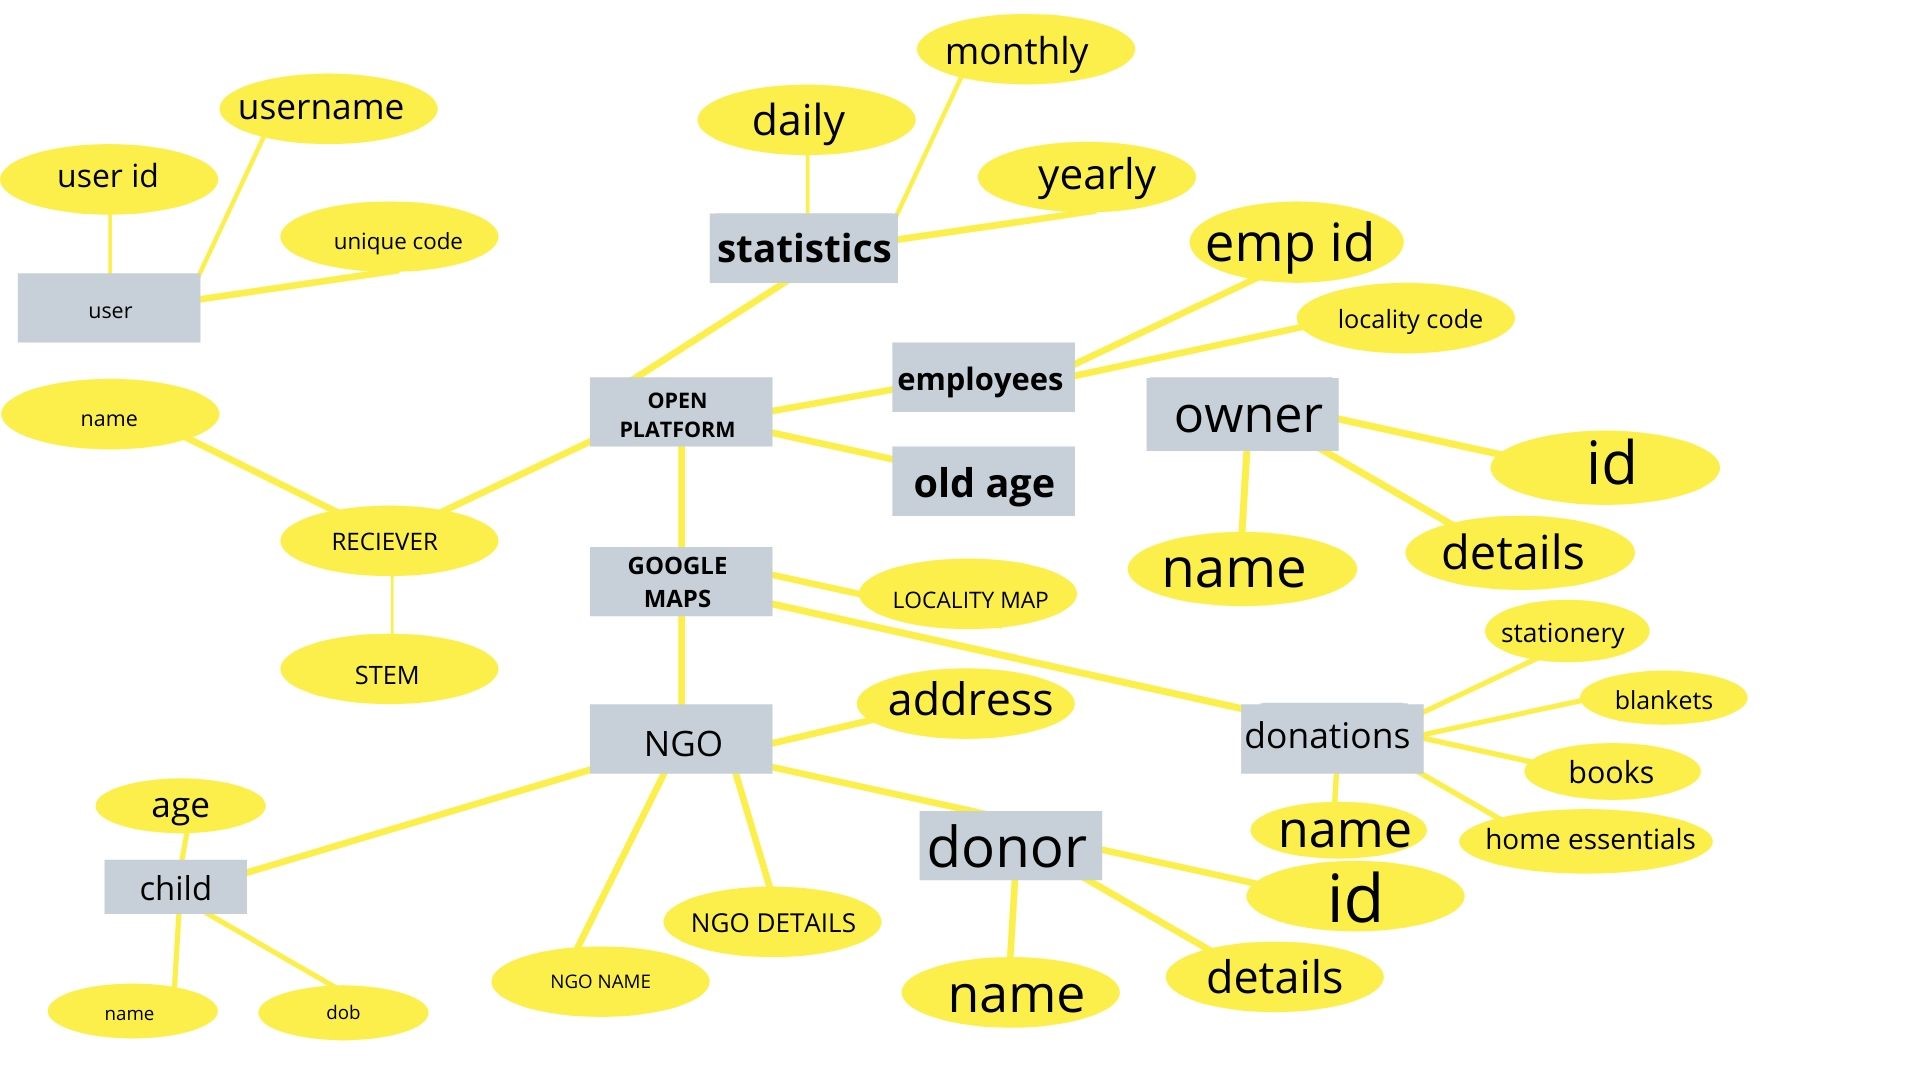 monthly
username
daily
user id
yearly
unique code
emp id
statistics
user
locality code
employees
OPEN
PLATFORM
owner
name
id
old age
RECIEVER
details
GOOGLE
MAPS
name
LOCALITY MAP
stationery
STEM
address
blankets
NGO
donations
books
age
name
home essentials
donor
child
id
NGO DETAILS
NGO NAME
details
name
name
dob